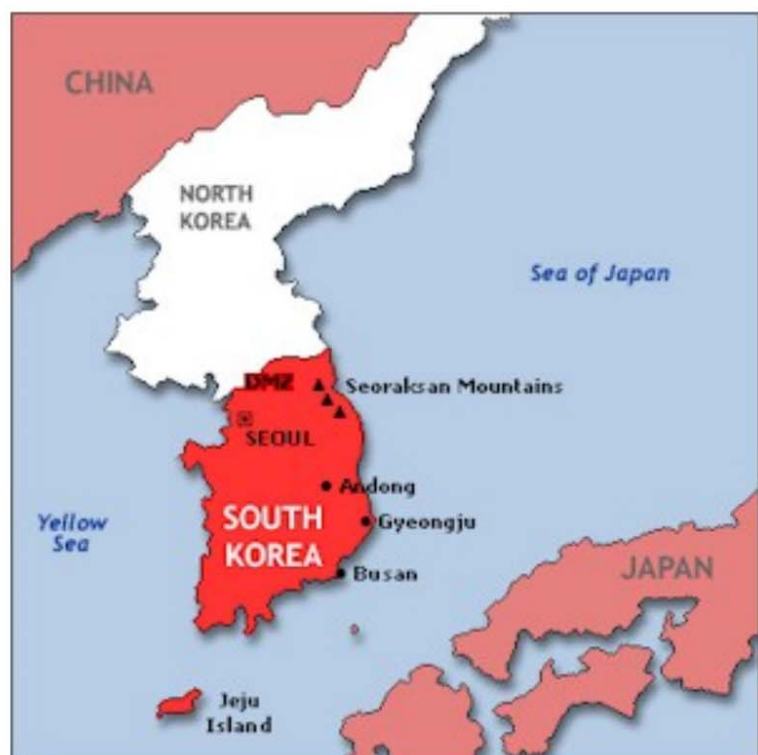 CHINA
NORTH
KOREA
Sea of Japan
DMZ
Seoraksan Mountains
SEOUL
Andong
SOUTH
KOREA
Gyeongju
Yellow
Sea
Busan
JAPAN
Jeju
Island